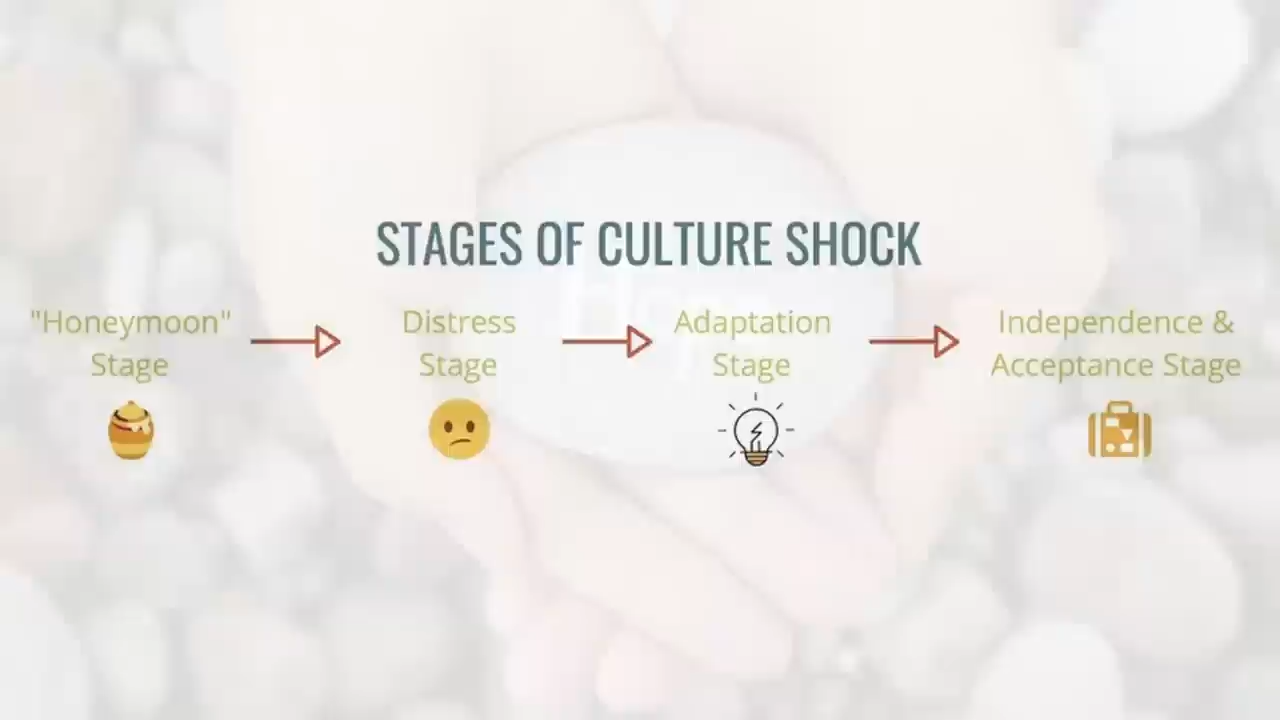 STAGES OF CULTURE SHOCK
"Honeymoon"
Stage
Distress
Stage
Adaptation
Stage
Independence &
Acceptance Stage